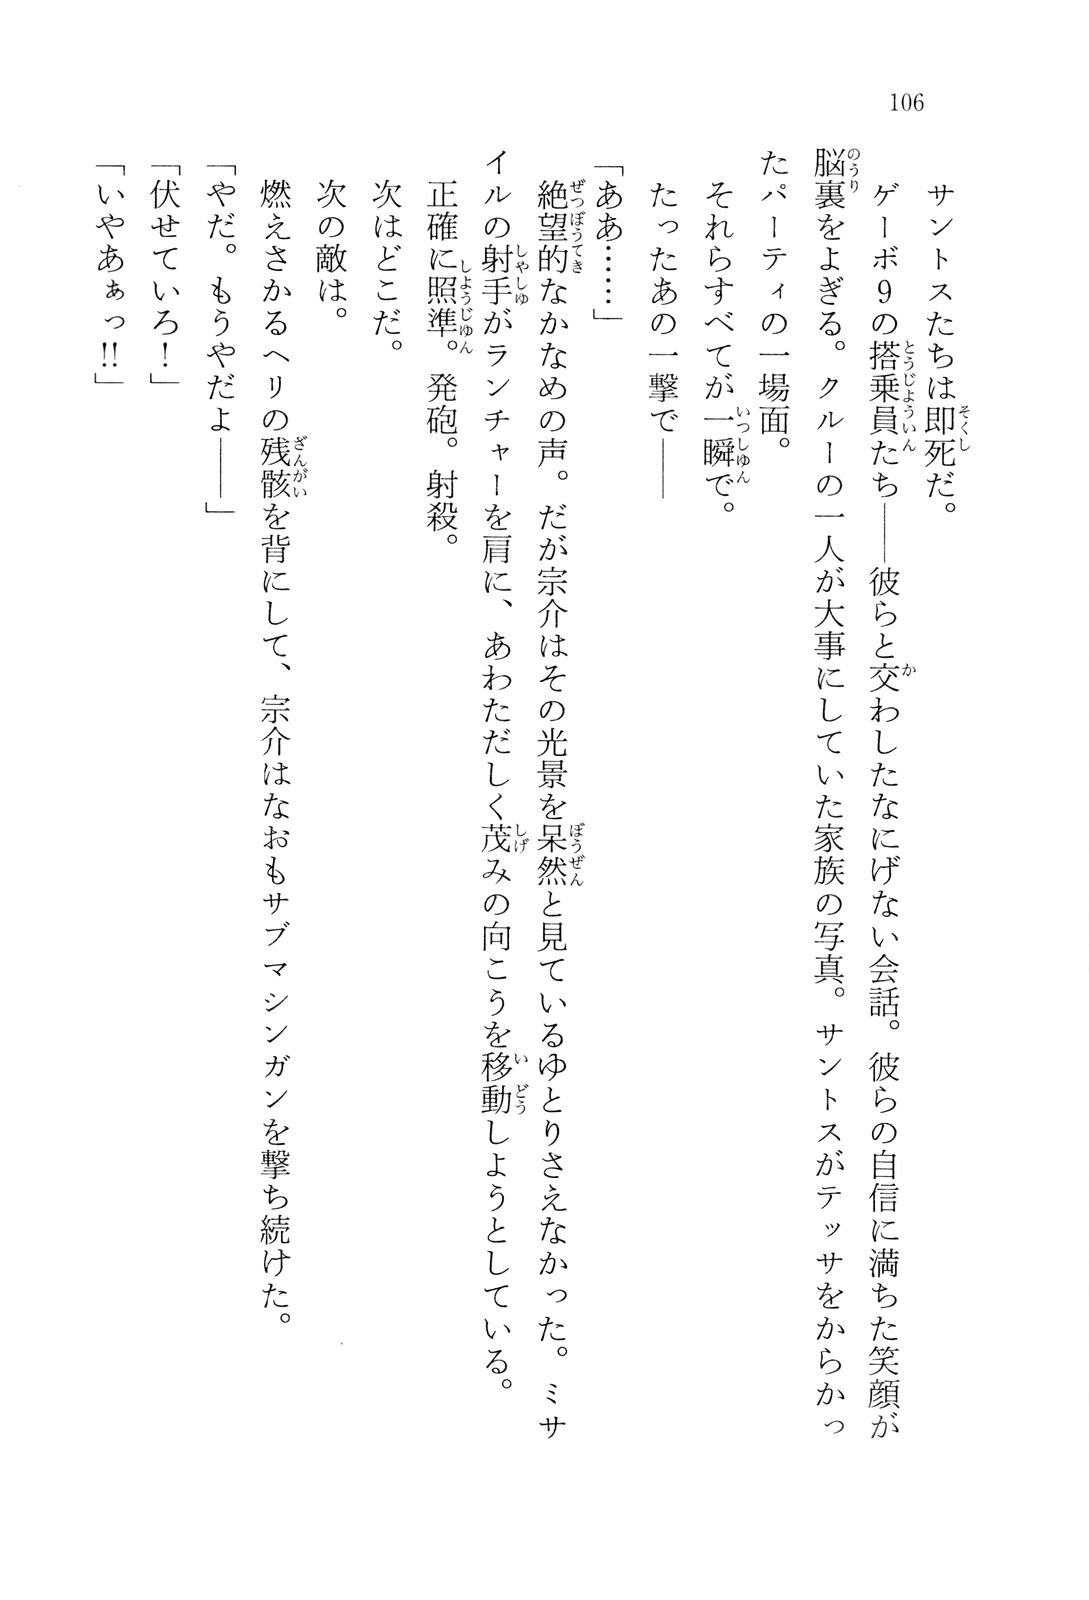 106
サントスたちは即死だ。
ゲーボ９の搭乗員たち――彼らと交わしたなにげない会話。彼らの自信に満ちた笑顔が
脳裏をよぎる。クルーの一人が大事にしていた家族の写真。サントスがテッサをからかっ
たパーティの一場面。
それらすべてが一瞬で。
たったあの一撃で――
「ああ……」
絶望的なかなめの声。だが宗介はその光景を呆然と見ているゆとりさえなかった。ミサ
イルの射手がランチャーを肩に、あわただしく茂みの向こうを移動しようとしている。
正確に照準。発砲。射殺。
次はどこだ。
次の敵は。
燃えさかるヘリの残骸を背にして、宗介はなおもサブマシンガンを撃ち続けた。
「やだ。もうやだよ――」
「伏せていろ！」
「いやあぁっ!!」